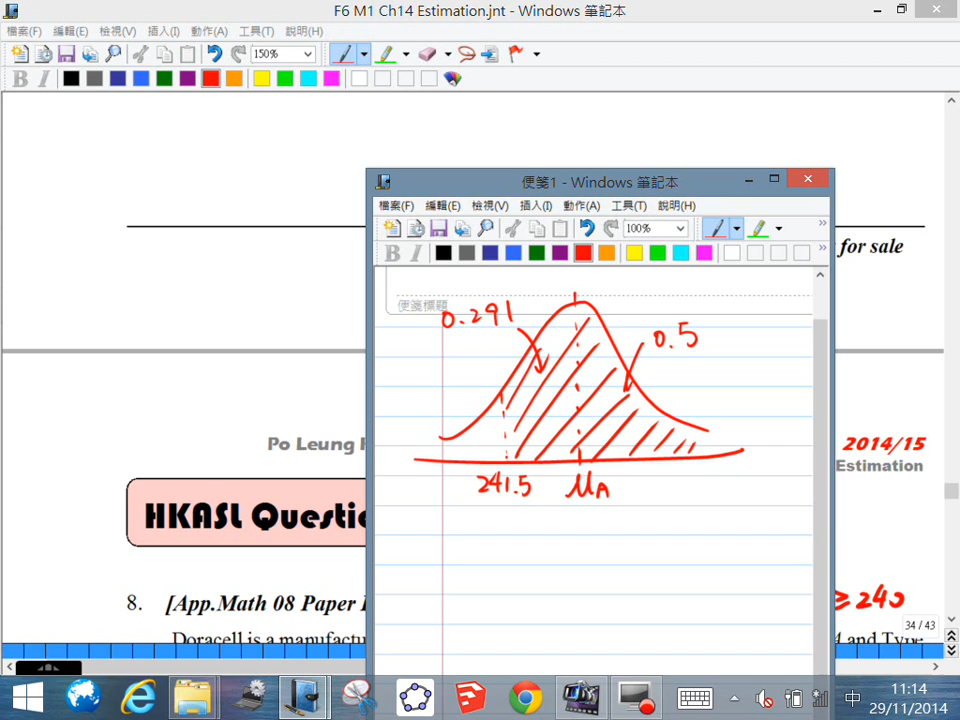 F6 M1 Ch14 Estimation.jnt - Windows 筆記本
檔案(F) 編輯(E) 檢視(V) 插入(I) 動作(A) 工具(T) 說明(H)
150%
B I
for sale
便箋1 - Windows 筆記本
檔案(F) 編輯(E) 檢視(V) 插入(I) 動作(A) 工具(T) 說明(H)
100%
B I
便箋標題
0.291
0.5
241.5 μA
Po Leung
2014/15
Estimation
HKASL Questio
8. [App.Math 08 Paper
≥ 240
Doracell is a manufactu
4 and Type
34 / 43
中
11:14
29/11/2014